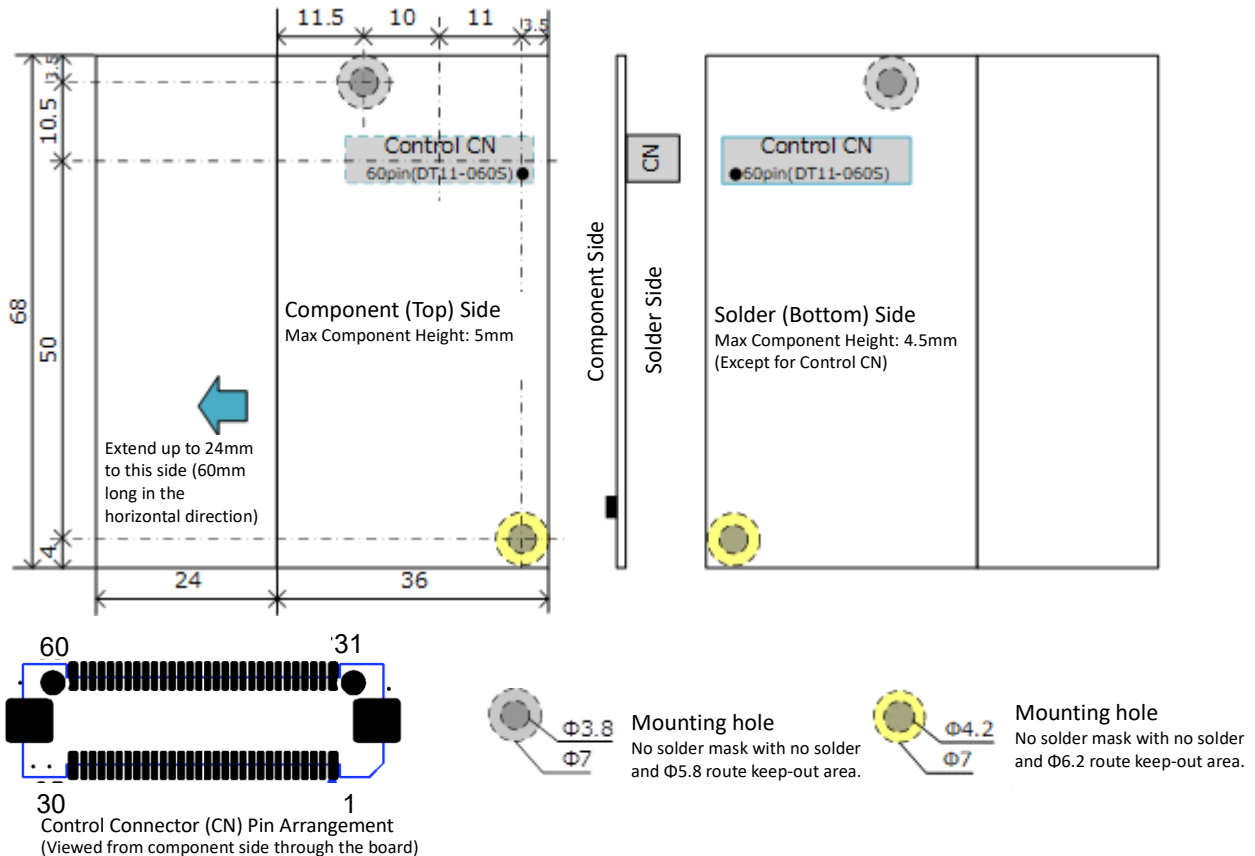 11.5
10
11
3.5
3.5
10.5
68
50
4
24
36
Control CN
60pin(DT11-060S)
Component (Top) Side
Max Component Height: 5mm
Extend up to 24mm
to this side (60mm
long in the
horizontal direction)
Component Side
Solder Side
CN
Control CN
60pin(DT11-060S)
Solder (Bottom) Side
Max Component Height: 4.5mm
(Except for Control CN)
60
31
30
1
Control Connector (CN) Pin Arrangement
(Viewed from component side through the board)
Φ3.8
Φ7
Mounting hole
No solder mask with no solder
and Φ5.8 route keep-out area.
Φ4.2
Φ7
Mounting hole
No solder mask with no solder
and Φ6.2 route keep-out area.